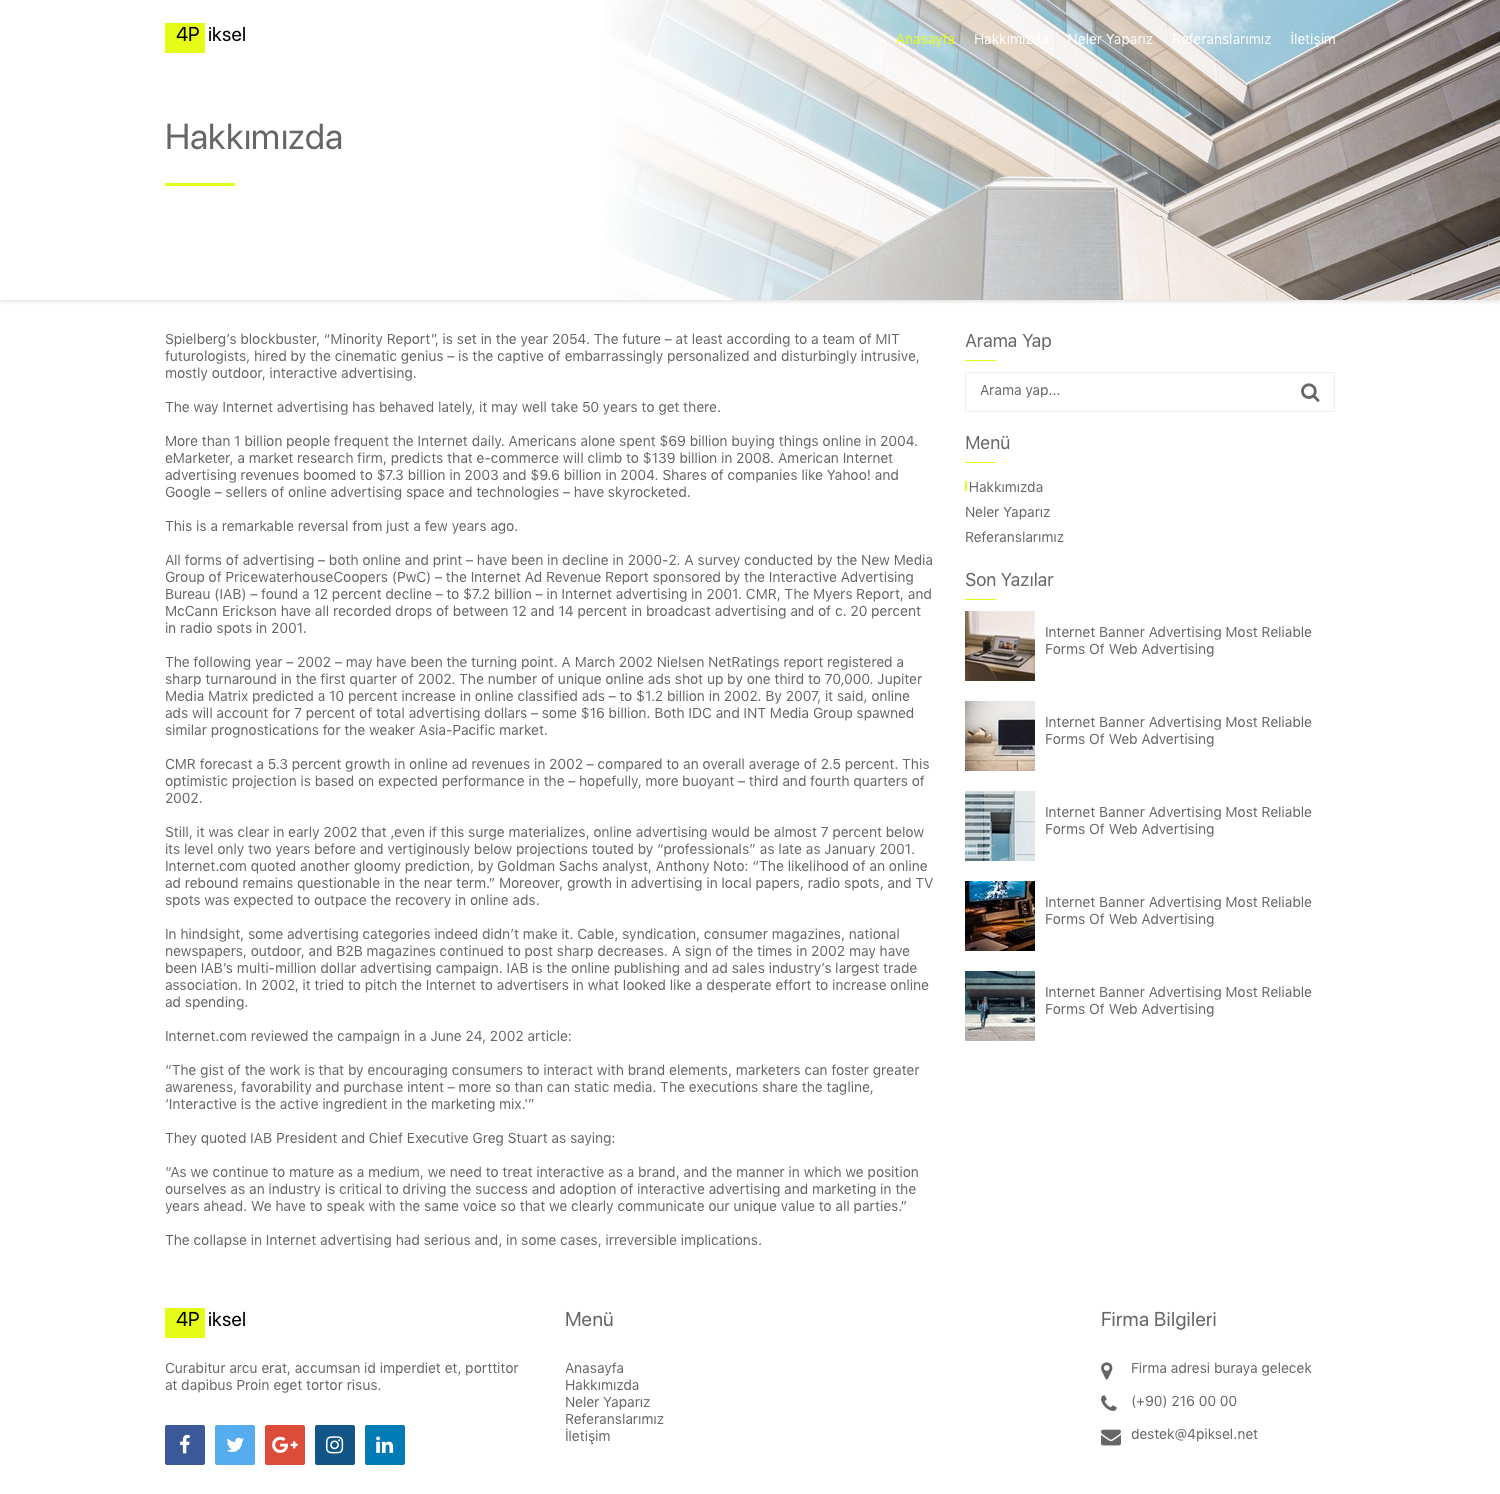 4Piksel
Anasayfa Hakkımızda Neler Yaparız Referanslarımız İletişim
Hakkımızda
Spielberg's blockbuster, “Minority Report”, is set in the year 2054. The future – at least according to a team of MIT
futurologists, hired by the cinematic genius – is the captive of embarrassingly personalized and disturbingly intrusive,
mostly outdoor, interactive advertising.
The way Internet advertising has behaved lately, it may well take 50 years to get there.
More than 1 billion people frequent the Internet daily. Americans alone spent $69 billion buying things online in 2004.
eMarketer, a market research firm, predicts that e-commerce will climb to $139 billion in 2008. American Internet
advertising revenues boomed to $7.3 billion in 2003 and $9.6 billion in 2004. Shares of companies like Yahoo! and
Google – sellers of online advertising space and technologies – have skyrocketed.
This is a remarkable reversal from just a few years ago.
All forms of advertising – both online and print – have been in decline in 2000-2. A survey conducted by the New Media
Group of PricewaterhouseCoopers (PwC) – the Internet Ad Revenue Report sponsored by the Interactive Advertising
Bureau (IAB) – found a 12 percent decline – to $7.2 billion – in Internet advertising in 2001. CMR, The Myers Report, and
McCann Erickson have all recorded drops of between 12 and 14 percent in broadcast advertising and of c. 20 percent
in radio spots in 2001.
The following year – 2002 – may have been the turning point. A March 2002 Nielsen NetRatings report registered a
sharp turnaround in the first quarter of 2002. The number of unique online ads shot up by one third to 70,000. Jupiter
Media Matrix predicted a 10 percent increase in online classified ads – to $1.2 billion in 2002. By 2007, it said, online
ads will account for 7 percent of total advertising dollars – some $16 billion. Both IDC and INT Media Group spawned
similar prognostications for the weaker Asia-Pacific market.
CMR forecast a 5.3 percent growth in online ad revenues in 2002 – compared to an overall average of 2.5 percent. This
optimistic projection is based on expected performance in the – hopefully, more buoyant – third and fourth quarters of
2002.
Still, it was clear in early 2002 that ,even if this surge materializes, online advertising would be almost 7 percent below
its level only two years before and vertiginously below projections touted by “professionals” as late as January 2001.
Internet.com quoted another gloomy prediction, by Goldman Sachs analyst, Anthony Noto: “The likelihood of an online
ad rebound remains questionable in the near term.” Moreover, growth in advertising in local papers, radio spots, and TV
spots was expected to outpace the recovery in online ads.
In hindsight, some advertising categories indeed didn't make it. Cable, syndication, consumer magazines, national
newspapers, outdoor, and B2B magazines continued to post sharp decreases. A sign of the times in 2002 may have
been IAB's multi-million dollar advertising campaign. IAB is the online publishing and ad sales industry's largest trade
association. In 2002, it tried to pitch the Internet to advertisers in what looked like a desperate effort to increase online
ad spending.
Internet.com reviewed the campaign in a June 24, 2002 article:
“The gist of the work is that by encouraging consumers to interact with brand elements, marketers can foster greater
awareness, favorability and purchase intent – more so than can static media. The executions share the tagline,
‘Interactive is the active ingredient in the marketing mix.'”
They quoted IAB President and Chief Executive Greg Stuart as saying:
“As we continue to mature as a medium, we need to treat interactive as a brand, and the manner in which we position
ourselves as an industry is critical to driving the success and adoption of interactive advertising and marketing in the
years ahead. We have to speak with the same voice so that we clearly communicate our unique value to all parties.”
The collapse in Internet advertising had serious and, in some cases, irreversible implications.
Arama Yap
Arama yap...
Menü
Hakkımızda
Neler Yaparız
Referanslarımız
Son Yazılar
Internet Banner Advertising Most Reliable
Forms Of Web Advertising
Internet Banner Advertising Most Reliable
Forms Of Web Advertising
Internet Banner Advertising Most Reliable
Forms Of Web Advertising
Internet Banner Advertising Most Reliable
Forms Of Web Advertising
Internet Banner Advertising Most Reliable
Forms Of Web Advertising
4Piksel
Curabitur arcu erat, accumsan id imperdiet et, porttitor
at dapibus Proin eget tortor risus.
Menü
Anasayfa
Hakkımızda
Neler Yaparız
Referanslarımız
İletişim
Firma Bilgileri
Firma adresi buraya gelecek
(+90) 216 00 00
destek@4piksel.net